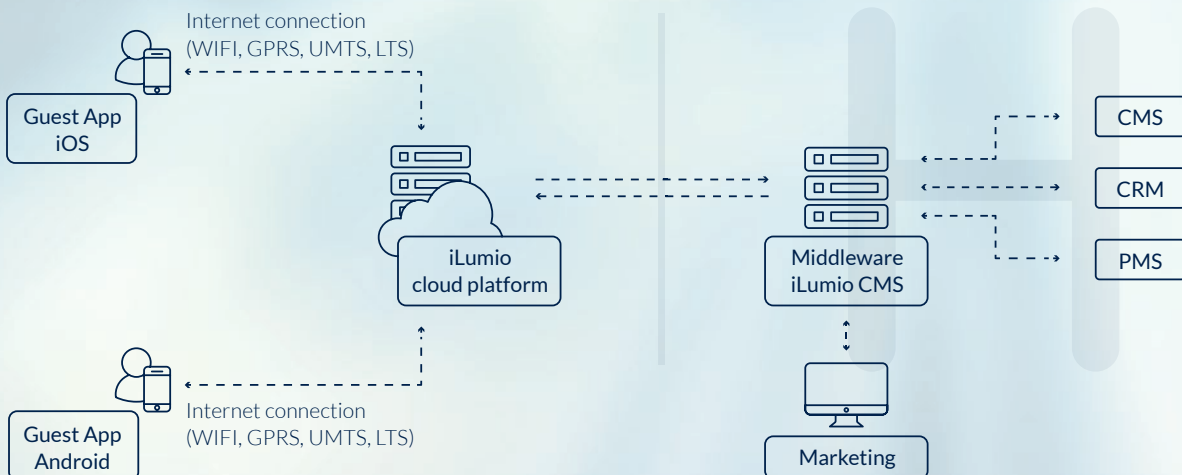 Internet connection
(WIFI, GPRS, UMTS, LTS)
Guest App
iOS
iLumio
cloud platform
Middleware
iLumio CMS
CMS
CRM
PMS
Internet connection
(WIFI, GPRS, UMTS, LTS)
Guest App
Android
Marketing